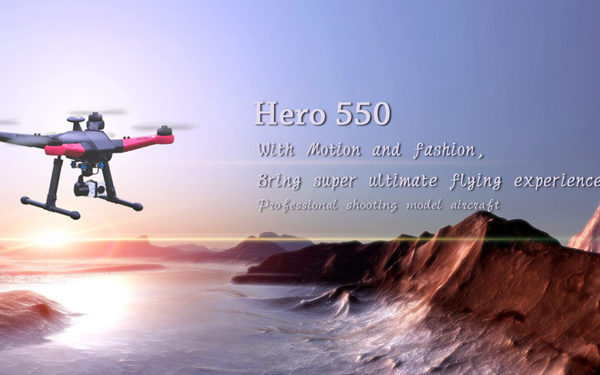 Hero 550
With Motion and fashion,
Bring super ultimate flying experience
Professional shooting model aircraft